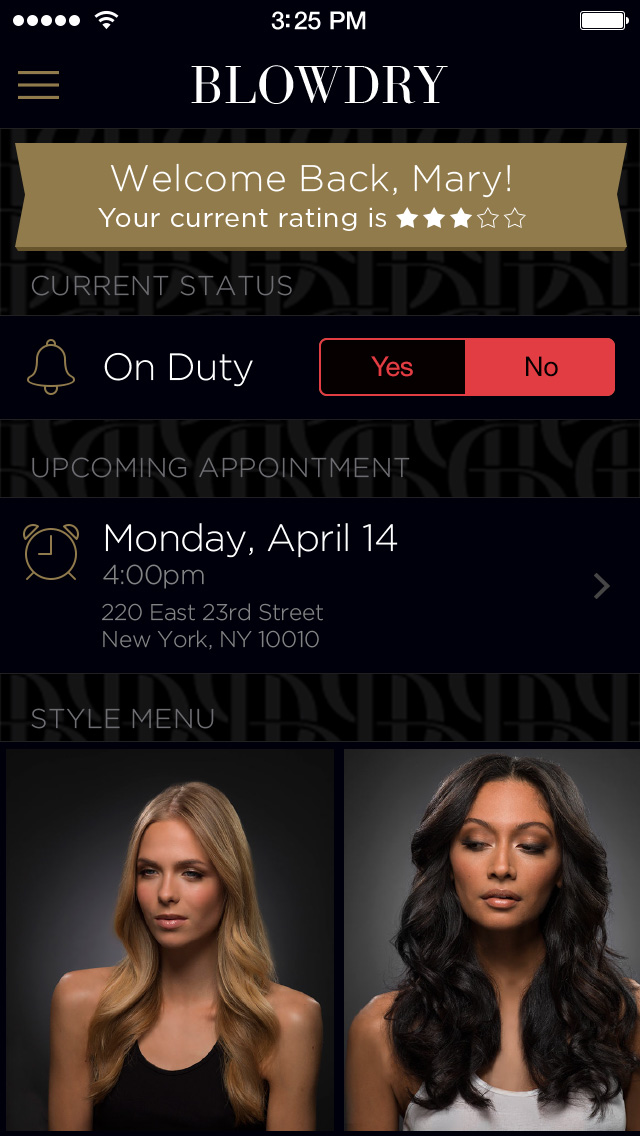 3:25 PM
BLOWDRY
Welcome Back, Mary!
Your current rating is
CURRENT STATUS
On Duty Yes No
UPCOMING APPOINTMENT
Monday, April 14
4:00pm
220 East 23rd Street
New York, NY 10010
STYLE MENU